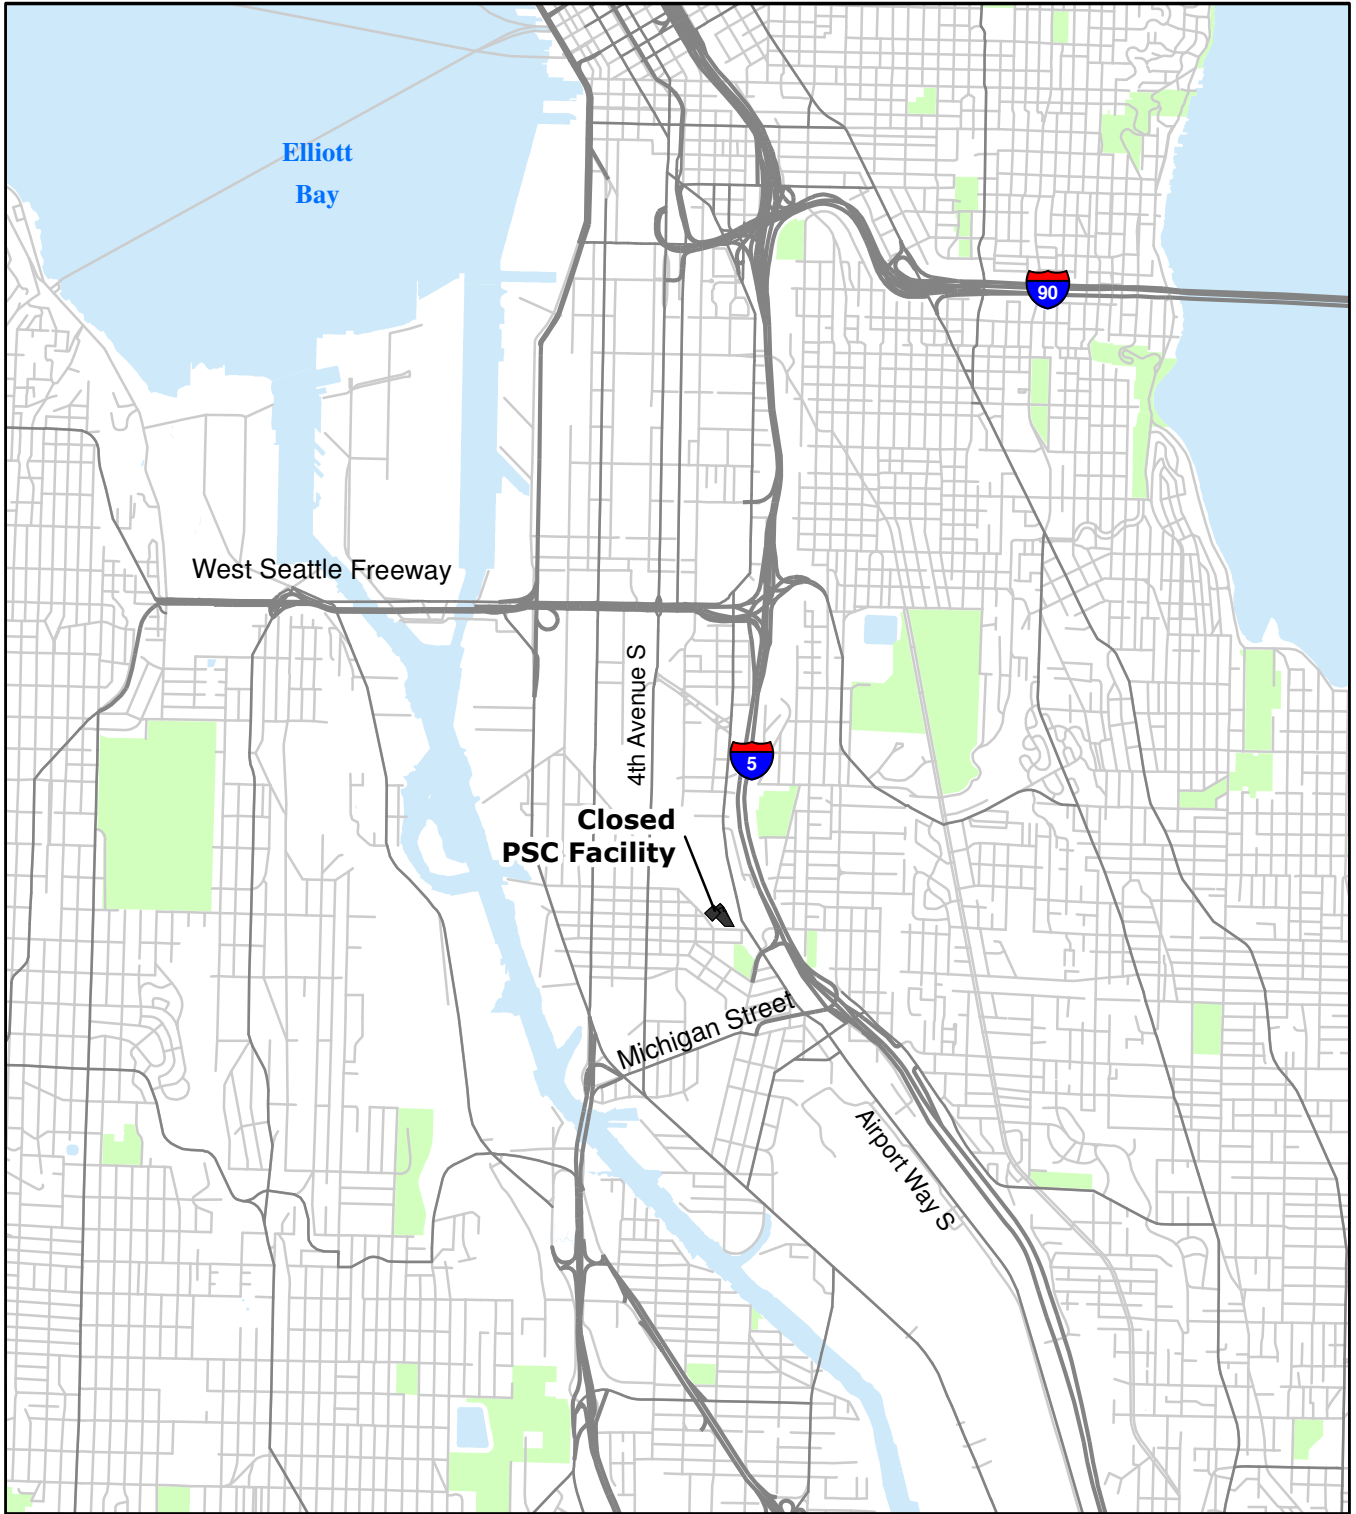 Elliott
Bay
90
West Seattle Freeway
4th Avenue S
5
Closed
PSC Facility
Michigan Street
Airport Way S